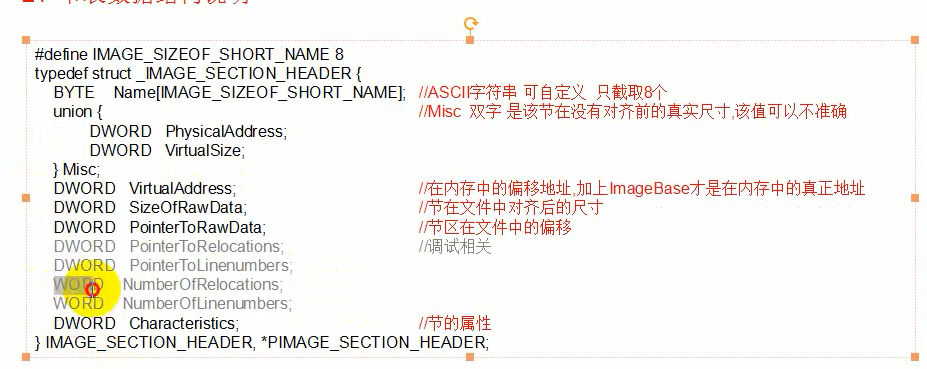 #define IMAGE_SIZEOF_SHORT_NAME 8
typedef struct _IMAGE_SECTION_HEADER {
BYTE Name[IMAGE_SIZEOF_SHORT_NAME]; //ASCII字符串 可自定义 只截取8个
union { //Misc 双字 是该节在没有对齐前的真实尺寸,该值可以不准确
DWORD PhysicalAddress;
DWORD VirtualSize;
} Misc;
DWORD VirtualAddress; //在内存中的偏移地址,加上ImageBase才是在内存中的真正地址
DWORD SizeOfRawData; //节在文件中对齐后的尺寸
DWORD PointerToRawData; //节区在文件中的偏移
DWORD PointerToRelocations; //调试相关
DWORD PointerToLinenumbers;
WORD NumberOfRelocations;
WORD NumberOfLinenumbers;
DWORD Characteristics; //节的属性
} IMAGE_SECTION_HEADER, *PIMAGE_SECTION_HEADER;